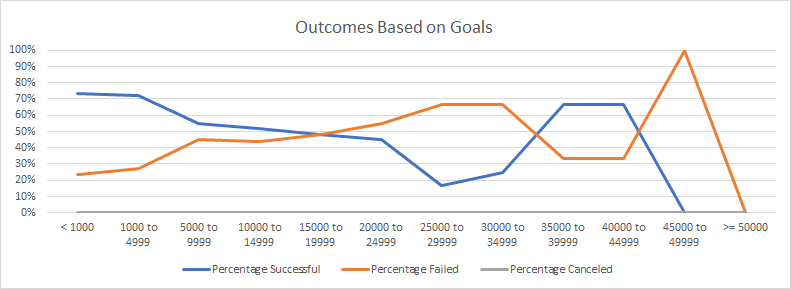 Outcomes Based on Goals
100%
90%
80%
70%
60%
50%
40%
30%
20%
10%
0%
< 1000 1000 to 5000 to 10000 to 15000 to 20000 to 25000 to 30000 to 35000 to 40000 to 45000 to >= 50000
4999 9999 14999 19999 24999 29999 34999 39999 44999 49999
Percentage Successful Percentage Failed Percentage Canceled